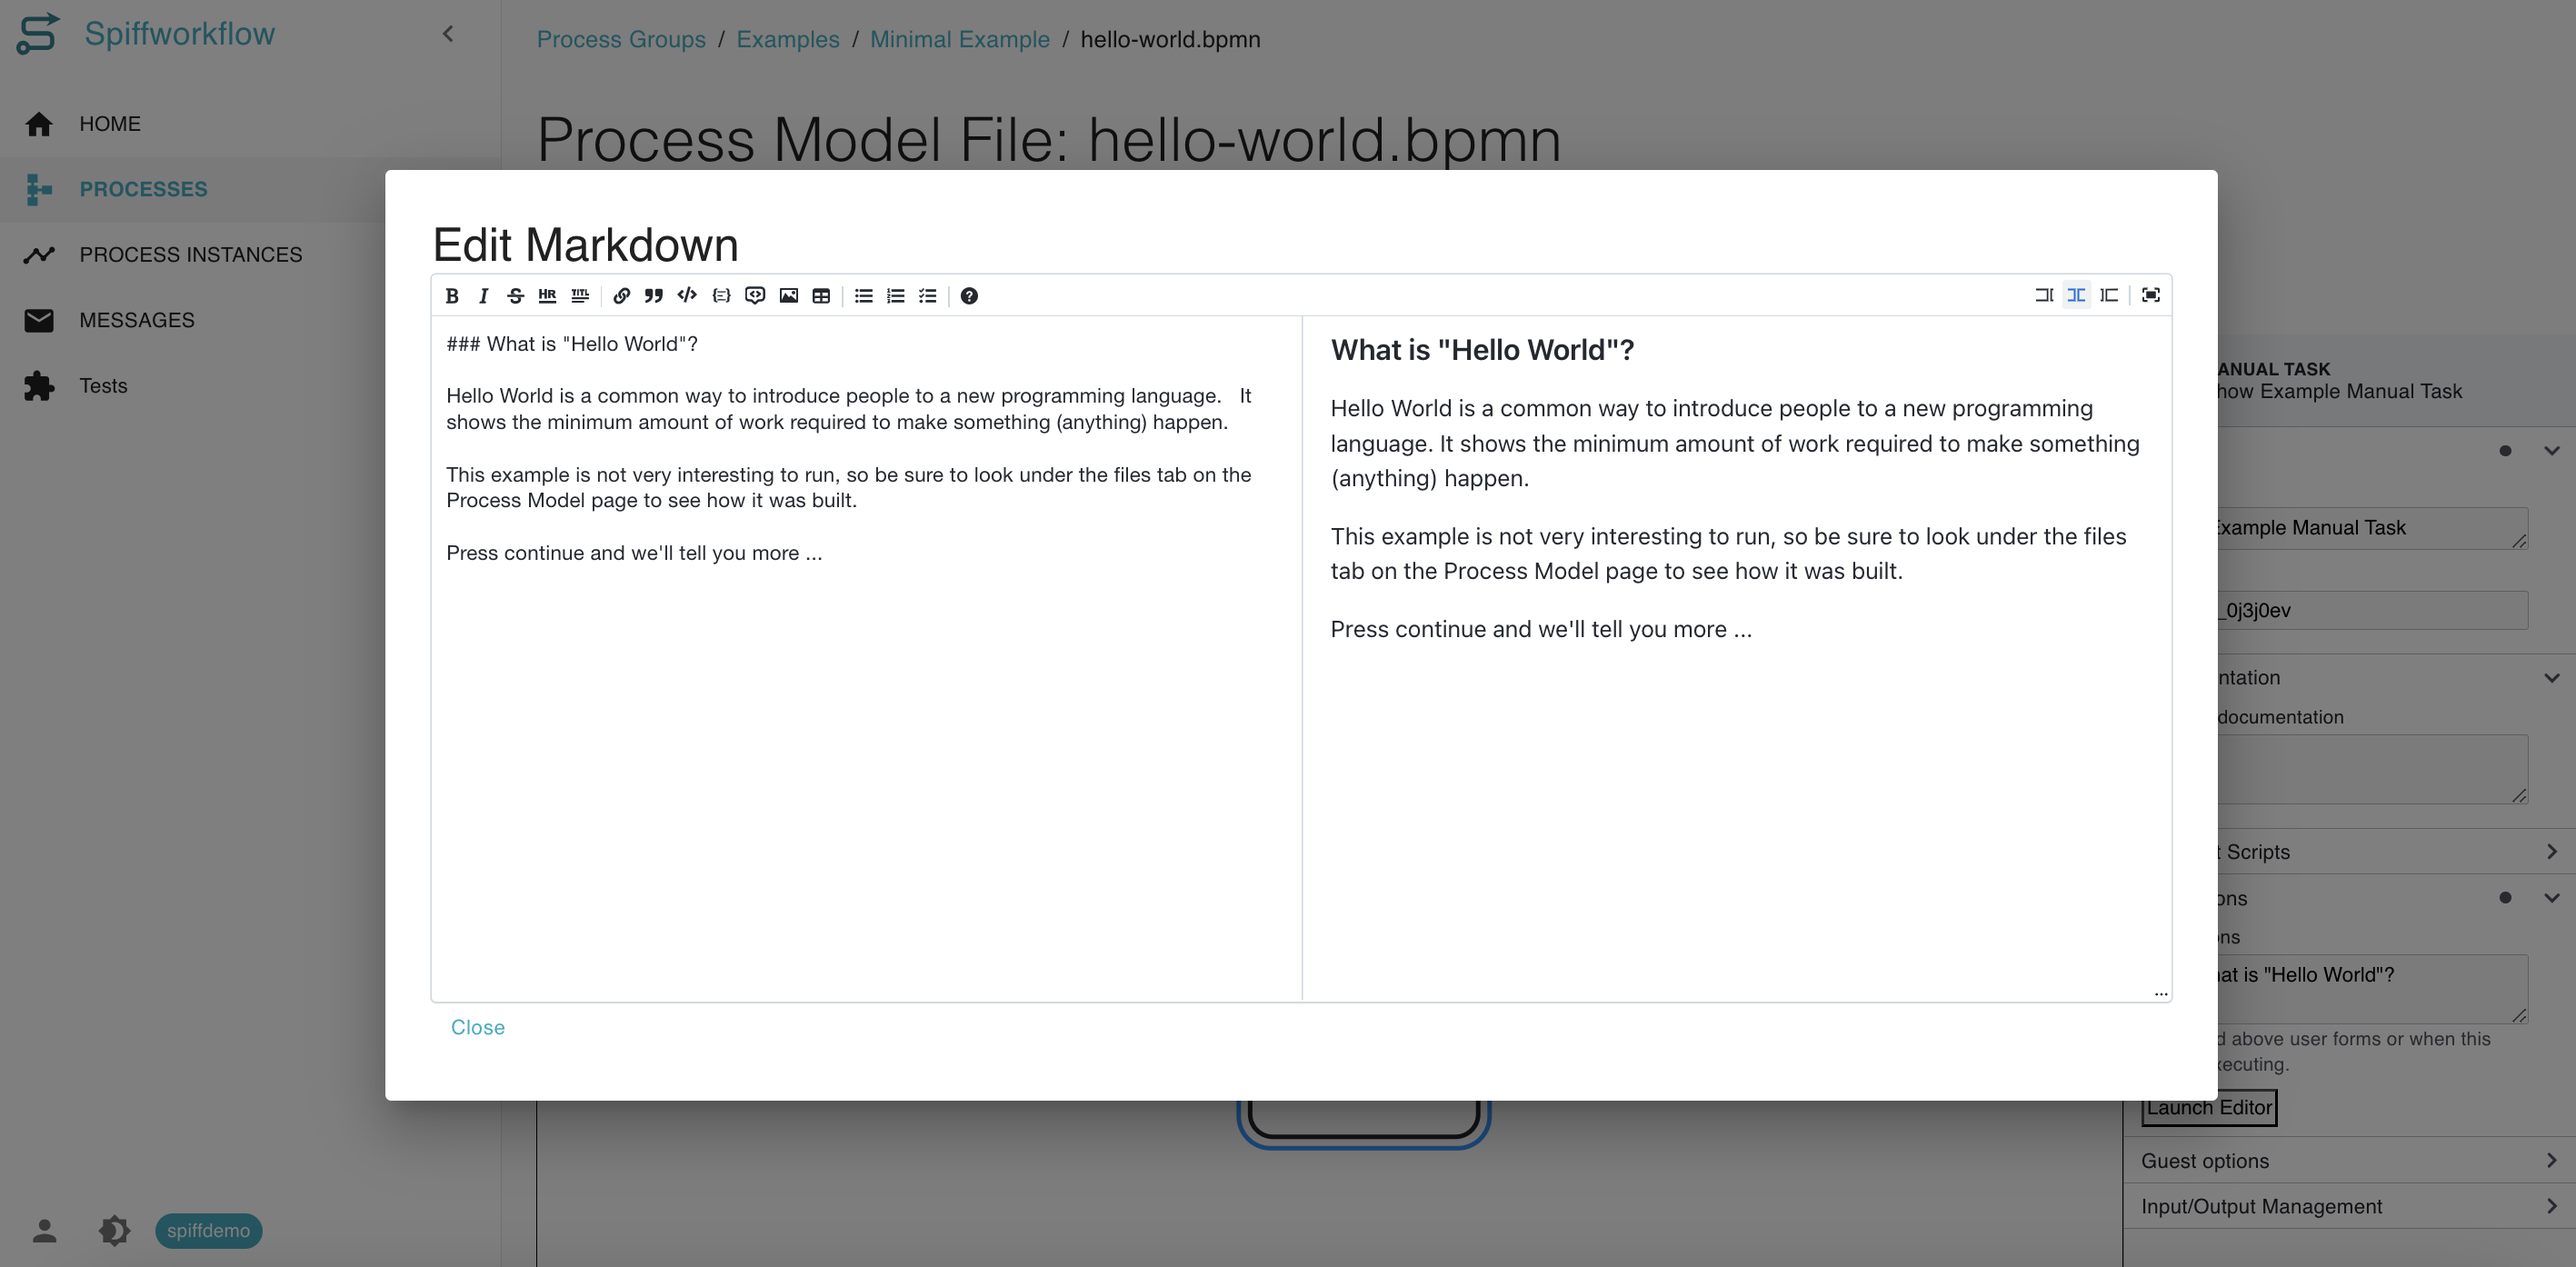 Spiffworkflow
HOME
PROCESSES
PROCESS INSTANCES
MESSAGES
Tests
spiffdemo
Process Groups / Examples / Minimal Example / hello-world.bpmn
Process Model File: hello-world.bpmn
Edit Markdown
B I S HR TITL
### What is "Hello World"?
Hello World is a common way to introduce people to a new programming language.   It
shows the minimum amount of work required to make something (anything) happen.
This example is not very interesting to run, so be sure to look under the files tab on the
Process Model page to see how it was built.
Press continue and we'll tell you more ...
What is "Hello World"?
Hello World is a common way to introduce people to a new programming
language. It shows the minimum amount of work required to make something
(anything) happen.
This example is not very interesting to run, so be sure to look under the files
tab on the Process Model page to see how it was built.
Press continue and we'll tell you more ...
Close
ANUAL TASK
how Example Manual Task
Example Manual Task
_0j3j0ev
ntation
documentation
t Scripts
ons
ons
at is "Hello World"?
d above user forms or when this
xecuting.
Launch Editor
Guest options
Input/Output Management